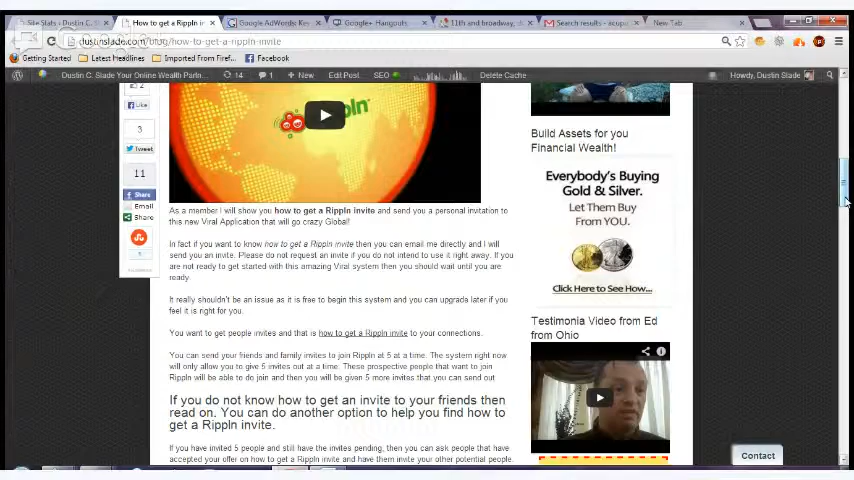 Site Stats ‹ Dustin C. S
How to get a Rippln in
Google AdWords: Ke
Google+ Hangouts
11th and broadway,
Search results - acupa
New Tab
dustinslade.com/blog/how-to-get-a-rippln-invite
Getting Started
Latest Headlines
Imported From Firef...
Facebook
Dustin C. Slade Your Online Wealth Partn...
14
1
+ New
Edit Post
SEO
Delete Cache
Howdy, Dustin Slade
2
Like
3
Tweet
11
Share
Email
Share
As a member I will show you how to get a Rippln invite and send you a personal invitation to
this new Viral Application that will go crazy Global!
In fact if you want to know how to get a Rippln invite then you can email me directly and I will
send you an invite. Please do not request an invite if you do not intend to use it right away. If you
are not ready to get started with this amazing Viral system then you should wait until you are
ready.
It really shouldn't be an issue as it is free to begin this system and you can upgrade later if you
feel it is right for you.
You want to get people invites and that is how to get a Rippln invite to your connections.
You can send your friends and family invites to join Rippln at 5 at a time. The system right now
will only allow you to give 5 invites out at a time. These prospective people that want to join
Rippln will be able to do join and then you will be given 5 more invites that you can send out
If you do not know how to get an invite to your friends then
read on. You can do another option to help you find how to
get a Rippln invite.
If you have invited 5 people and still have the invites pending, then you can ask people that have
accepted your offer on how to get a Rippln invite and have them invite your other potential people.
Build Assets for you
Financial Wealth!
Everybody's Buying
Gold & Silver.
Let Them Buy
From YOU.
Click Here to See How...
Testimonia Video from Ed
from Ohio
Contact